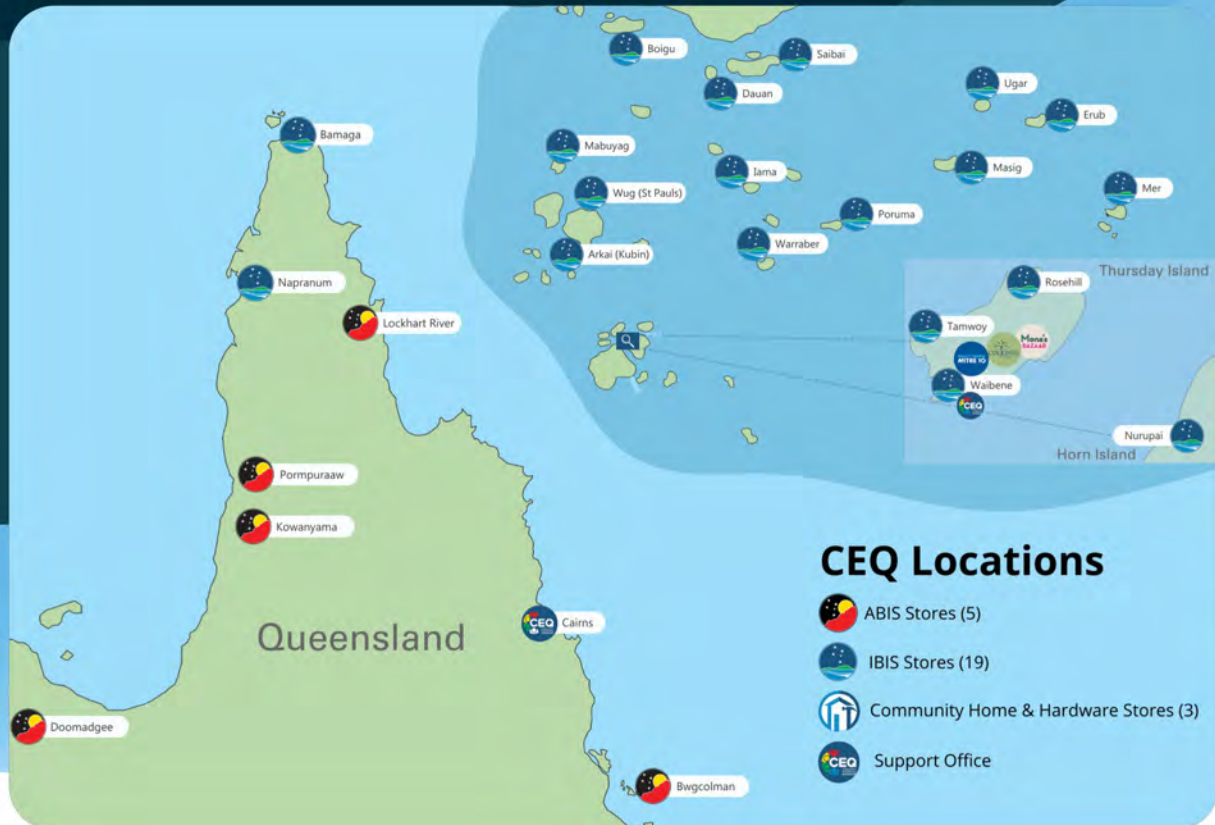 Boigu
Saibai
Dauan
Ugar
Erub
Bamaga
Mabuyag
Iama
Masig
Wug (St Pauls)
Mer
Poruma
Arkai (Kubin)
Warraber
Napranum
Lockhart River
Thursday Island
Rosehill
Tamwoy
Mona's
BAZAAR
MITRE 10
Waibene
CEQ
Nurupai
Horn Island
Pormpuraaw
Kowanyama
Queensland
CEQ
Cairns
Doomadgee
Bwgcolman
CEQ Locations
ABIS Stores (5)
IBIS Stores (19)
Community Home & Hardware Stores (3)
CEQ
Support Office